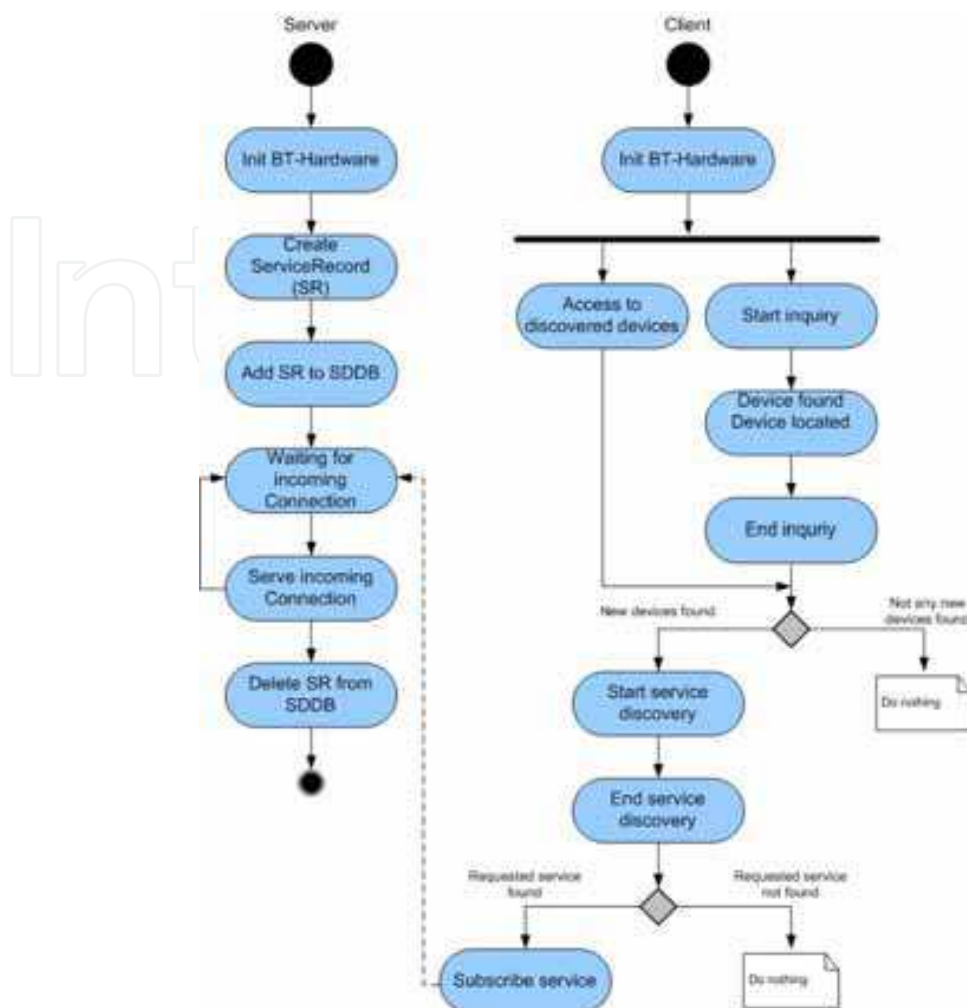 Server
Init BT-Hardware
Create
ServiceRecord
(SR)
Add SR to SDDB
Waiting for
incoming
Connection
Serve incoming
Connection
Delete SR from
SDDB
Client
Init BT-Hardware
Access to
discovered devices
Start inquiry
Device found
Device located
End inquriy
New devices found
Not any new
devices found
Start service
discovery
Do nothing
End service
discovery
Requested service
found
Requested service
not found
Subscribe service
Do nothing
Int